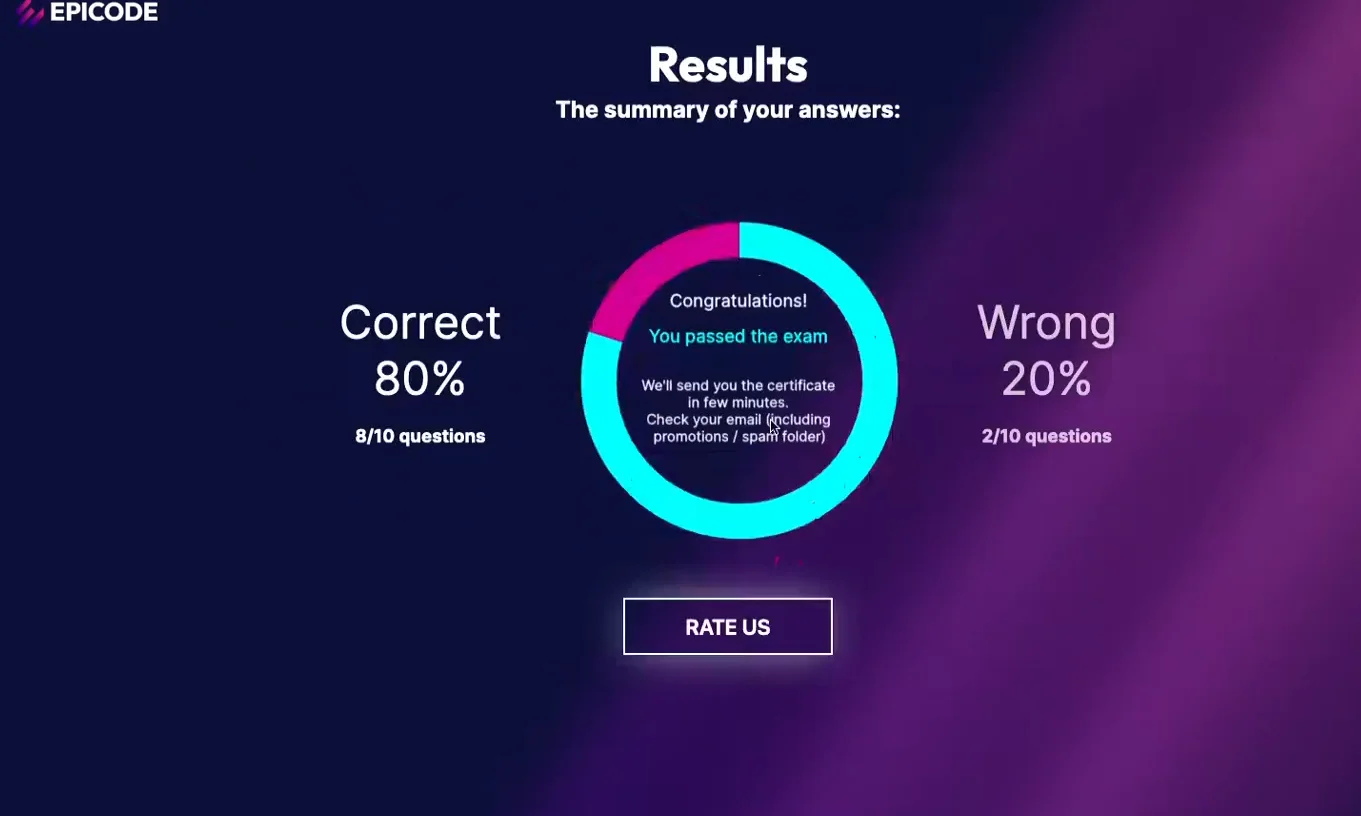 EPICODE
Results
The summary of your answers:
Correct
80%
8/10 questions
Congratulations!
You passed the exam
We'll send you the certificate
in few minutes.
Check your email (including
promotions / spam folder)
Wrong
20%
2/10 questions
RATE US